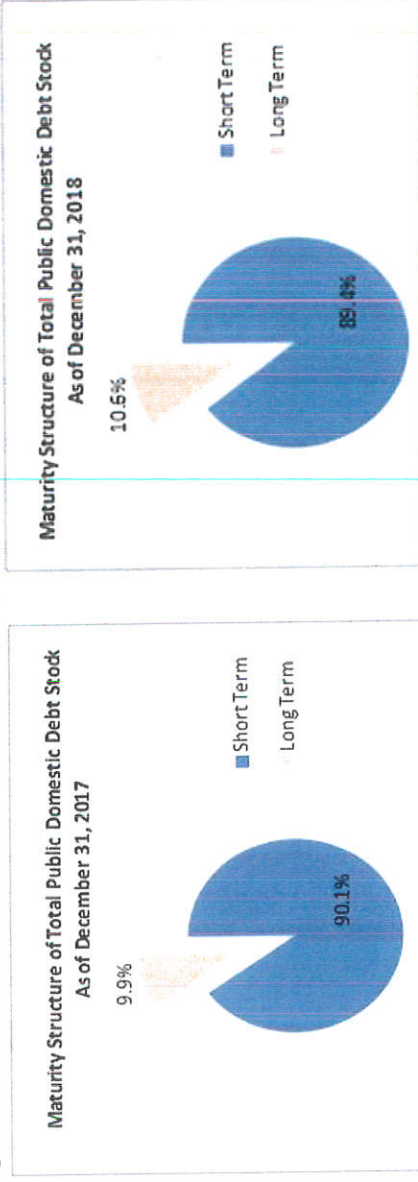 Maturity Structure of Total Public Domestic Debt Stock
As of December 31, 2017
9.9%
90.1%
Short Term
Long Term
Maturity Structure of Total Public Domestic Debt Stock
As of December 31, 2018
10.6%
89.4%
Short Term
Long Term